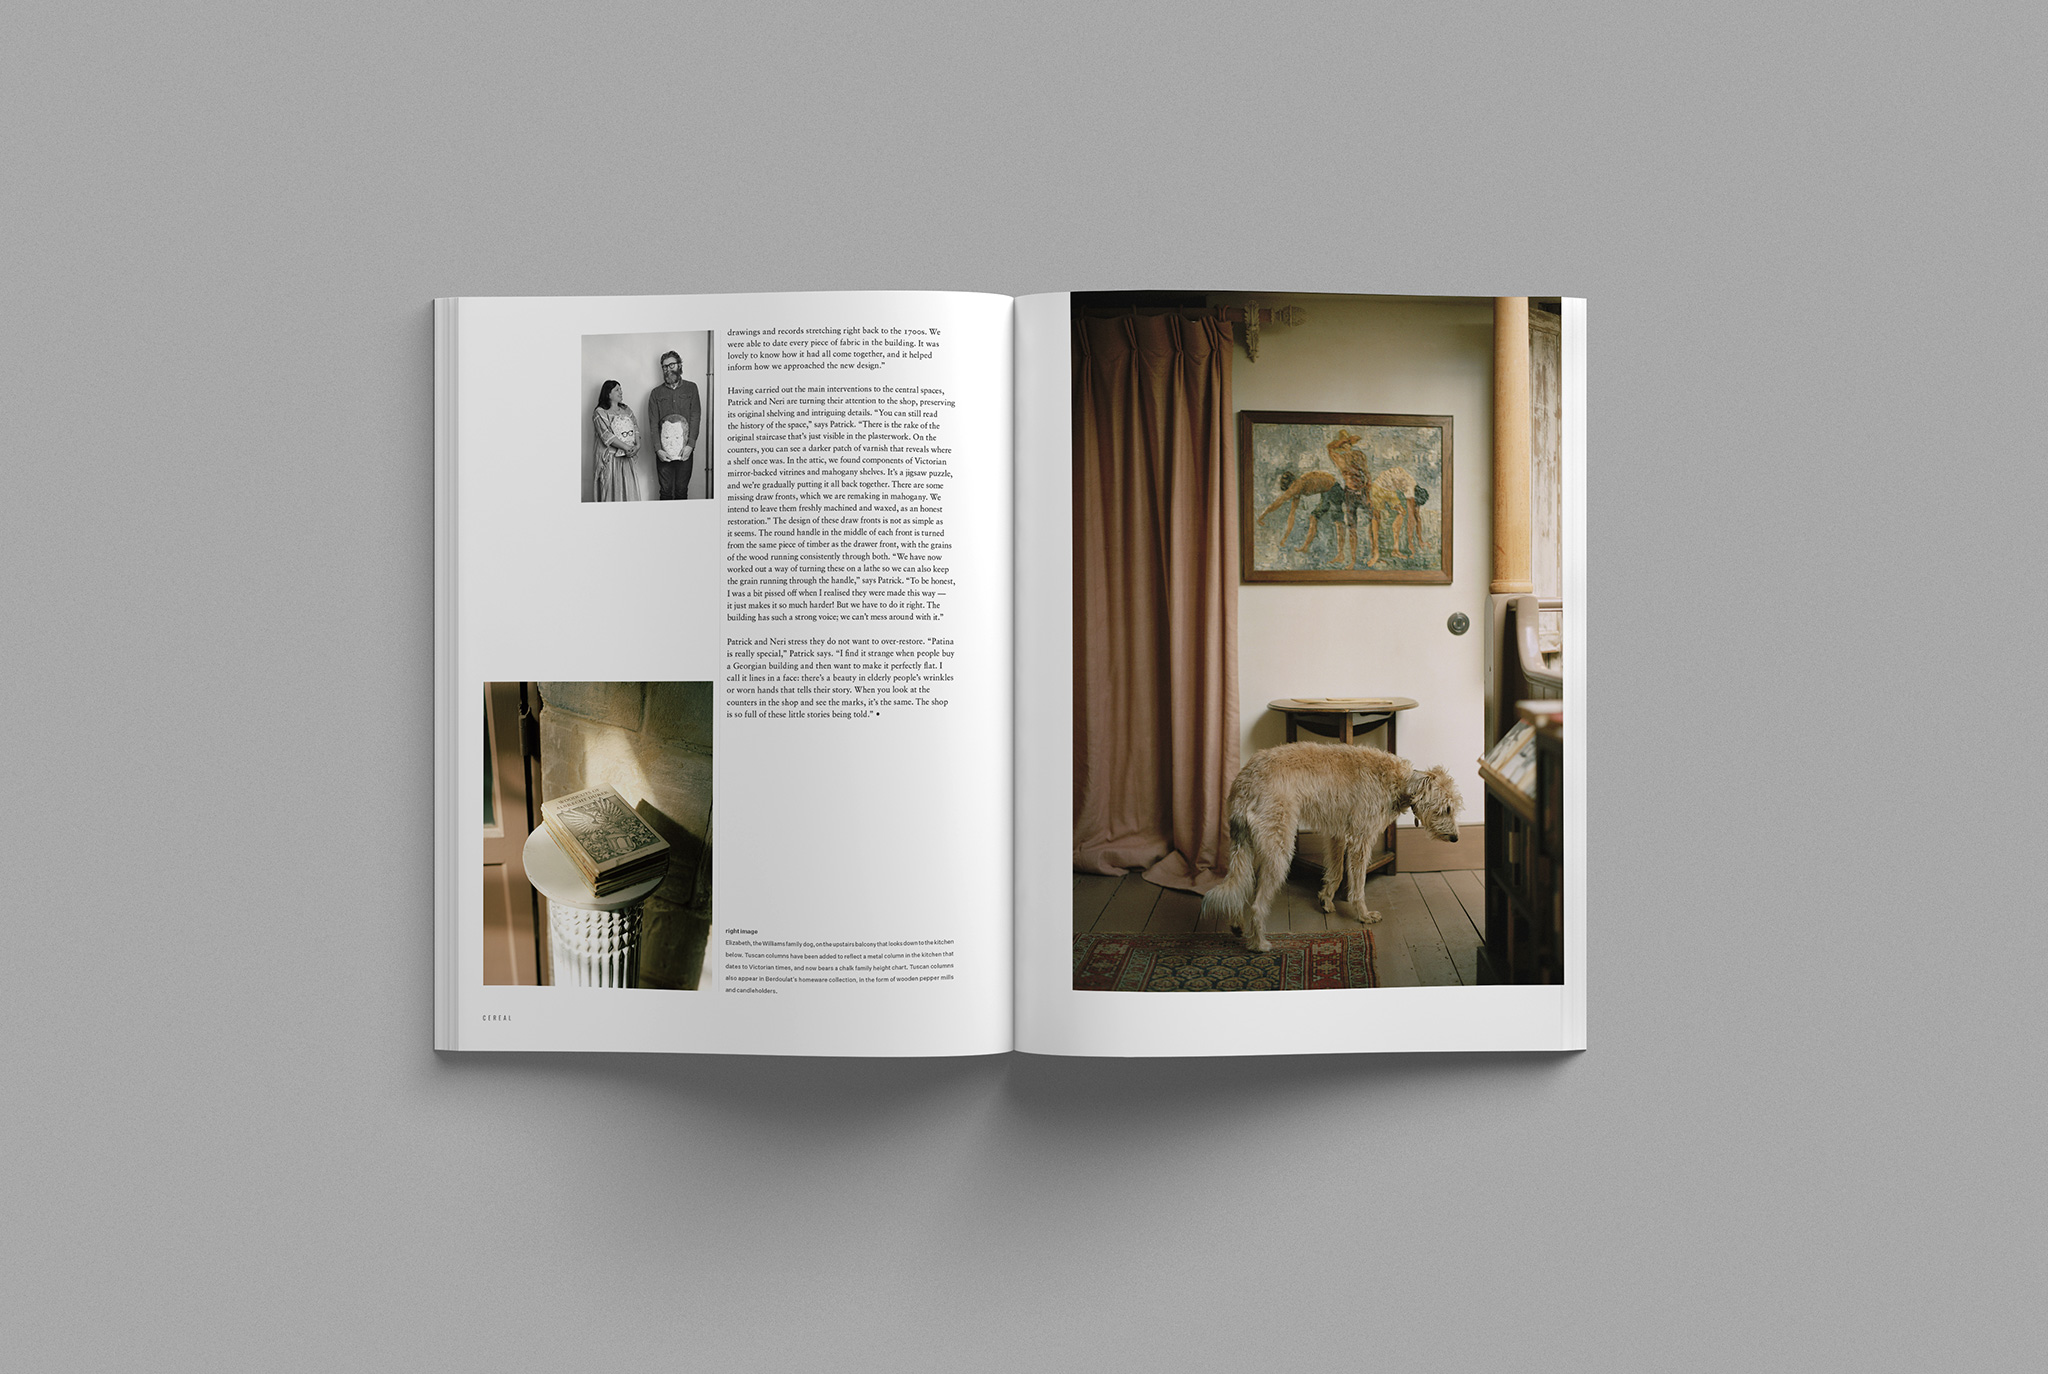 drawings and records stretching right back to the 1700s. We
were able to date every piece of fabric in the building. It was
lovely to know how it had all come together, and it helped
inform how we approached the new design.”
Having carried out the main interventions to the central spaces,
Patrick and Neri are turning their attention to the shop, preserving
its original shelving and intriguing details. “You can still read
the history of the space,” says Patrick. “There is the rake of the
original staircase that’s just visible in the plasterwork. On the
counters, you can see a darker patch of varnish that reveals where
a shelf once was. In the attic, we found components of Victorian
mirror-backed vitrines and mahogany shelves. It’s a jigsaw puzzle,
and we’re gradually putting it all back together. There are some
missing draw fronts, which we are remaking in mahogany. We
intend to leave them freshly machined and waxed, as an honest
restoration.” The design of these draw fronts is not as simple as
it seems. The round handle in the middle of each front is turned
from the same piece of timber as the drawer front, with the grains
of the wood running consistently through both. “We have now
worked out a way of turning these on a lathe so we can also keep
the grain running through the handle,” says Patrick. “To be honest,
I was a bit pissed off when I realised they were made this way —
it just makes it so much harder! But we have to do it right. The
building has such a strong voice; we can’t mess around with it.”
Patrick and Neri stress they do not want to over-restore. “Patina
is really special,” Patrick says. “I find it strange when people buy
a Georgian building and then want to make it perfectly flat. I
call it lines in a face: there’s a beauty in elderly people’s wrinkles
or worn hands that tells their story. When you look at the
counters in the shop and see the marks, it’s the same. The shop
is so full of these little stories being told.” •
WOODCUTS OF
ALBRECHT DÜRER
right image
Elizabeth, the Williams family dog, on the upstairs balcony that looks down to the kitchen
below. Tuscan columns have been added to reflect a metal column in the kitchen that
dates to Victorian times, and now bears a chalk family height chart. Tuscan columns
also appear in Berdoulat’s homeware collection, in the form of wooden pepper mills
and candleholders.
CEREAL